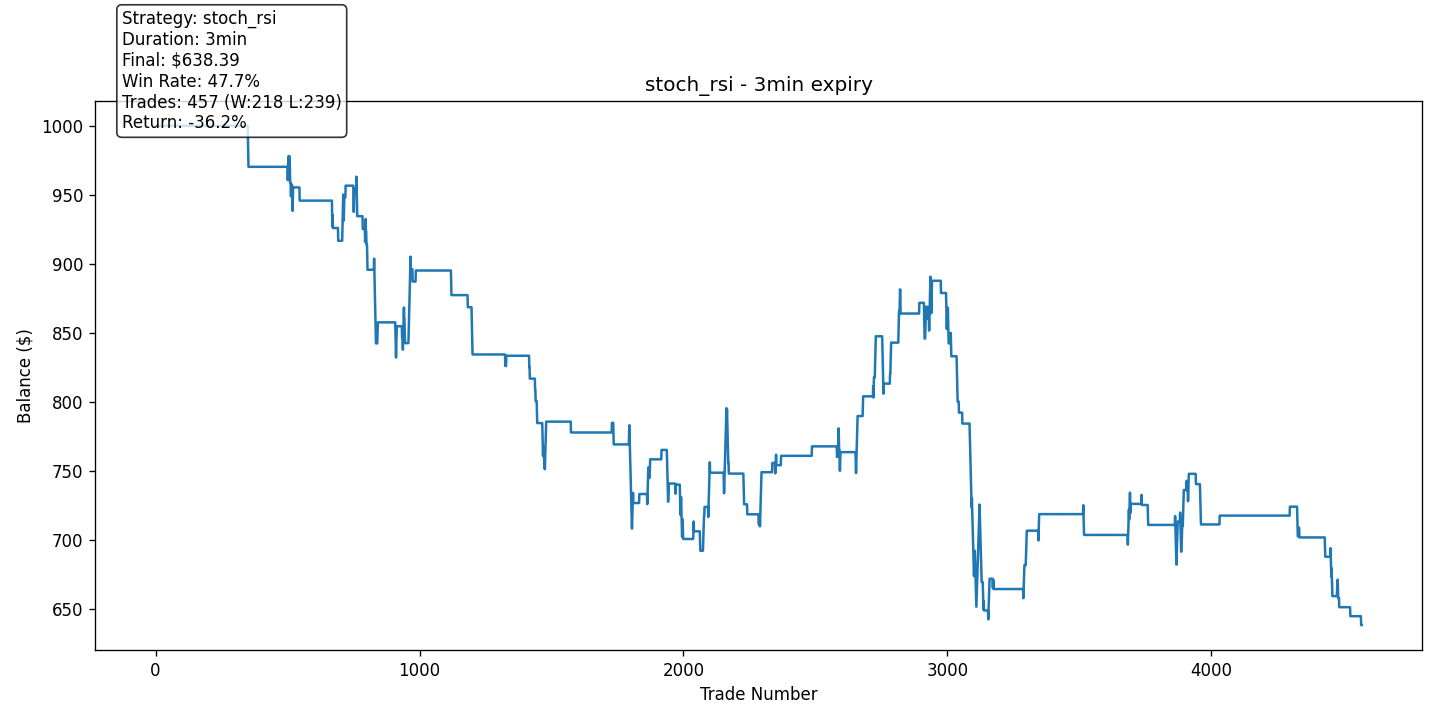 Strategy: stoch_rsi
Duration: 3min
Final: $638.39
Win Rate: 47.7%
Trades: 457 (W:218 L:239)
Return: -36.2%
stoch_rsi - 3min expiry
Balance ($)
1000
950
900
850
800
750
700
650
0
1000
2000
3000
4000
Trade Number